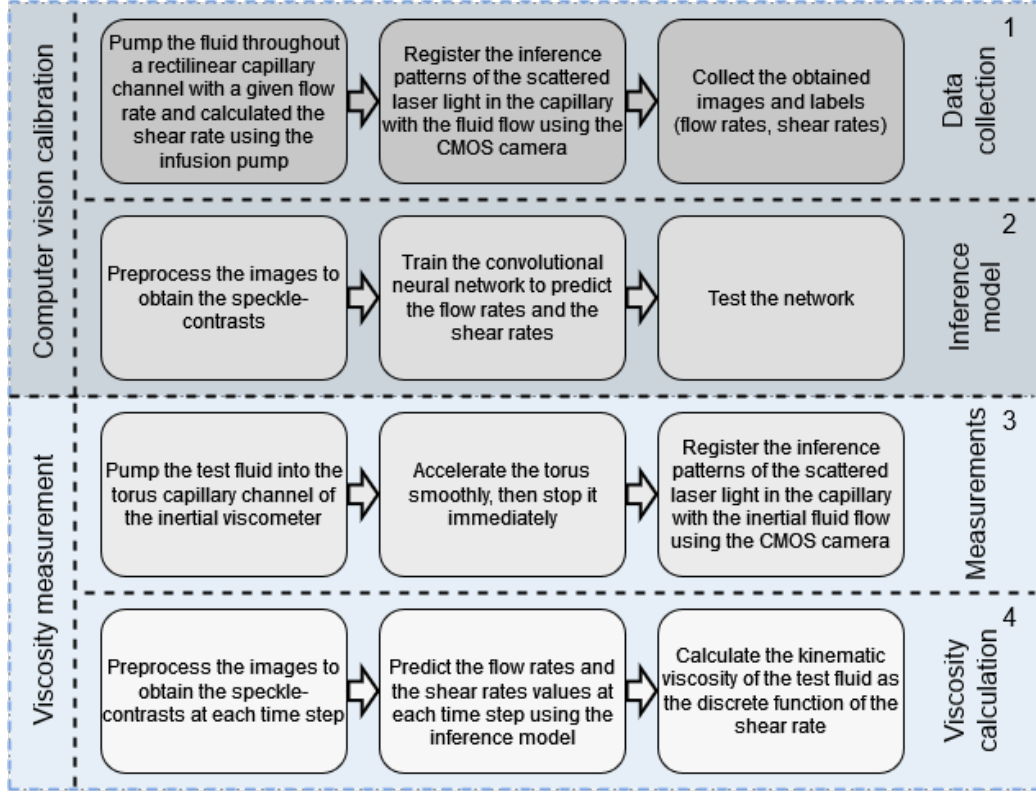 Computer vision calibration
Pump the fluid throughout
a rectilinear capillary
channel with a given flow
rate and calculated the
shear rate using the
infusion pump
Register the inference
patterns of the scattered
laser light in the capillary
with the fluid flow using the
CMOS camera
Collect the obtained
images and labels
(flow rates, shear rates)
1
Data
collection
Preprocess the images to
obtain the speckle-
contrasts
Train the convolutional
neural network to predict
the flow rates and the
shear rates
Test the network
2
Inference
model
Viscosity measurement
Pump the test fluid into the
torus capillary channel of
the inertial viscometer
Accelerate the torus
smoothly, then stop it
immediately
Register the inference
patterns of the scattered
laser light in the capillary
with the inertial fluid flow
using the CMOS camera
3
Measurements
Preprocess the images to
obtain the speckle-
contrasts at each time step
Predict the flow rates and
the shear rates values at
each time step using the
inference model
Calculate the kinematic
viscosity of the test fluid as
the discrete function of the
shear rate
4
Viscosity
calculation